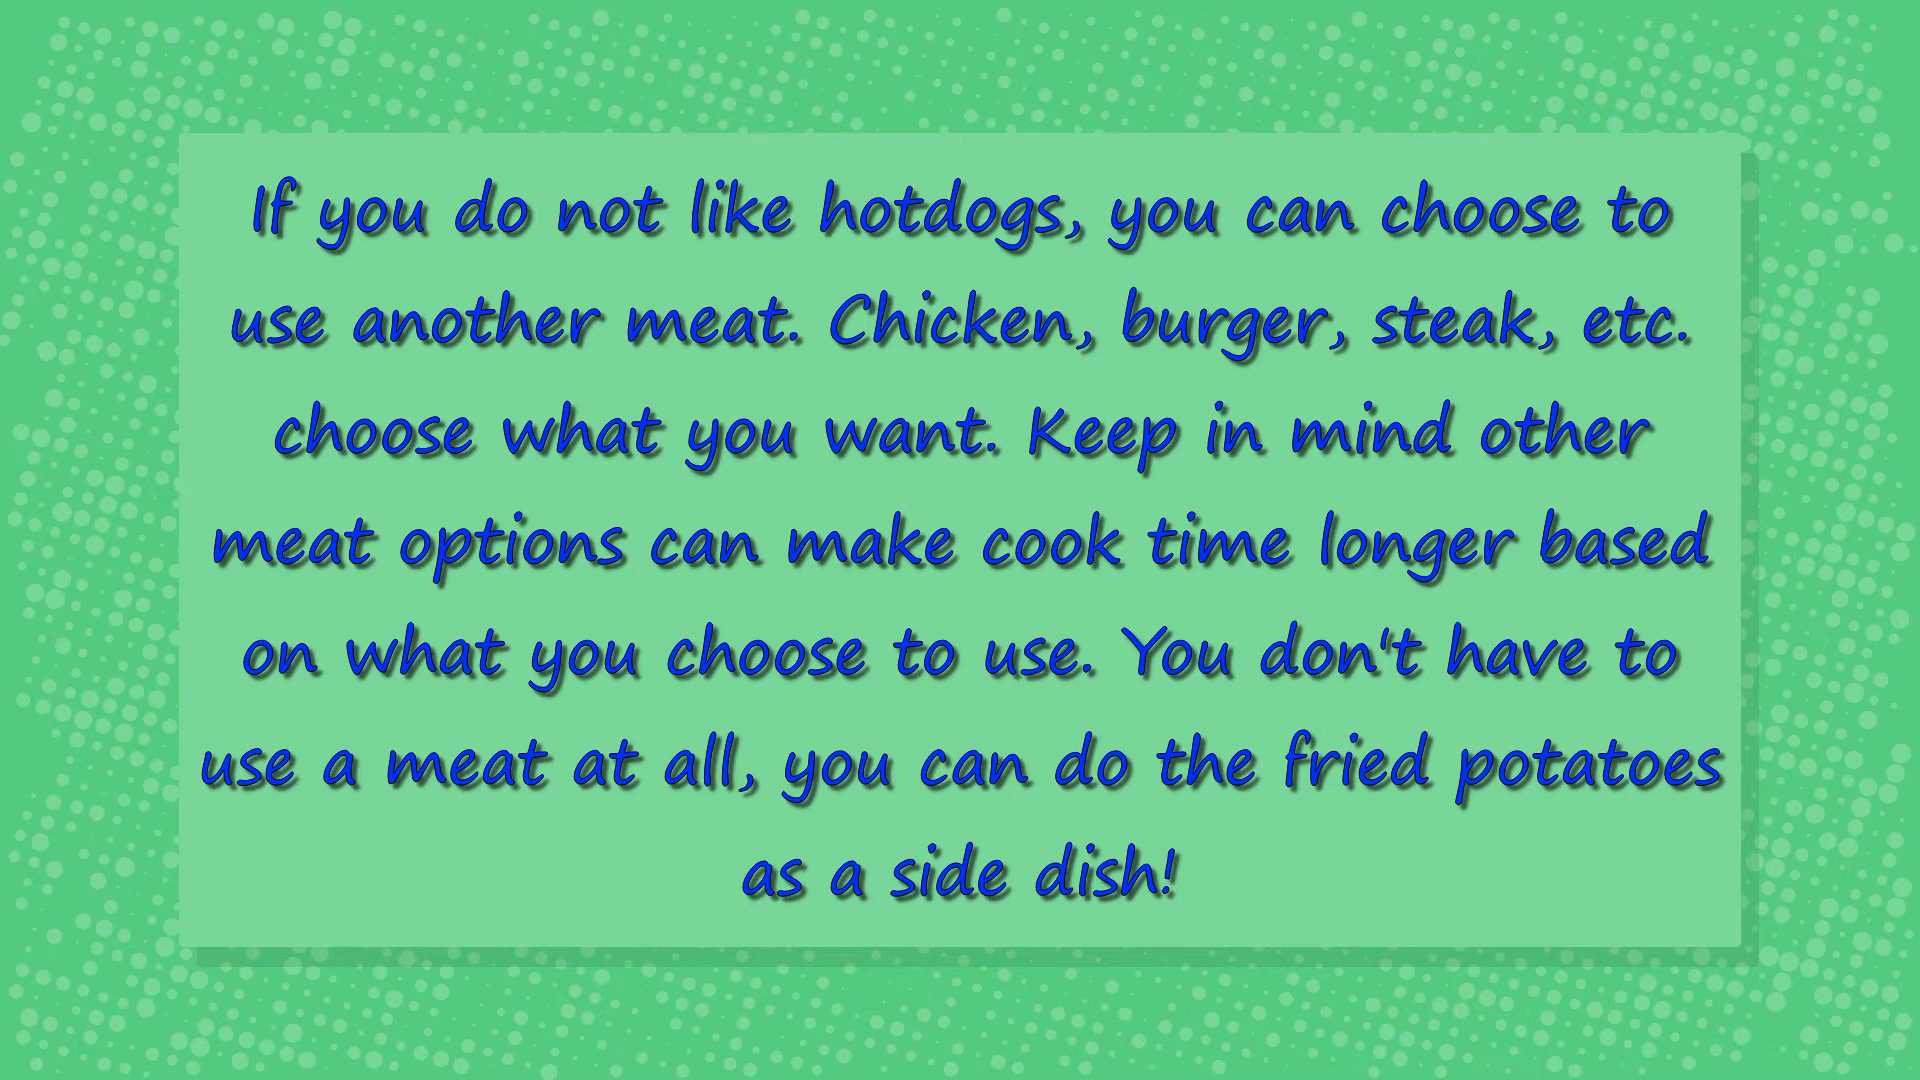 If you do not like hotdogs, you can choose to
use another meat. Chicken, burger, steak, etc.
choose what you want. Keep in mind other
meat options can make cook time longer based
on what you choose to use. You don't have to
use a meat at all, you can do the fried potatoes
as a side dish!